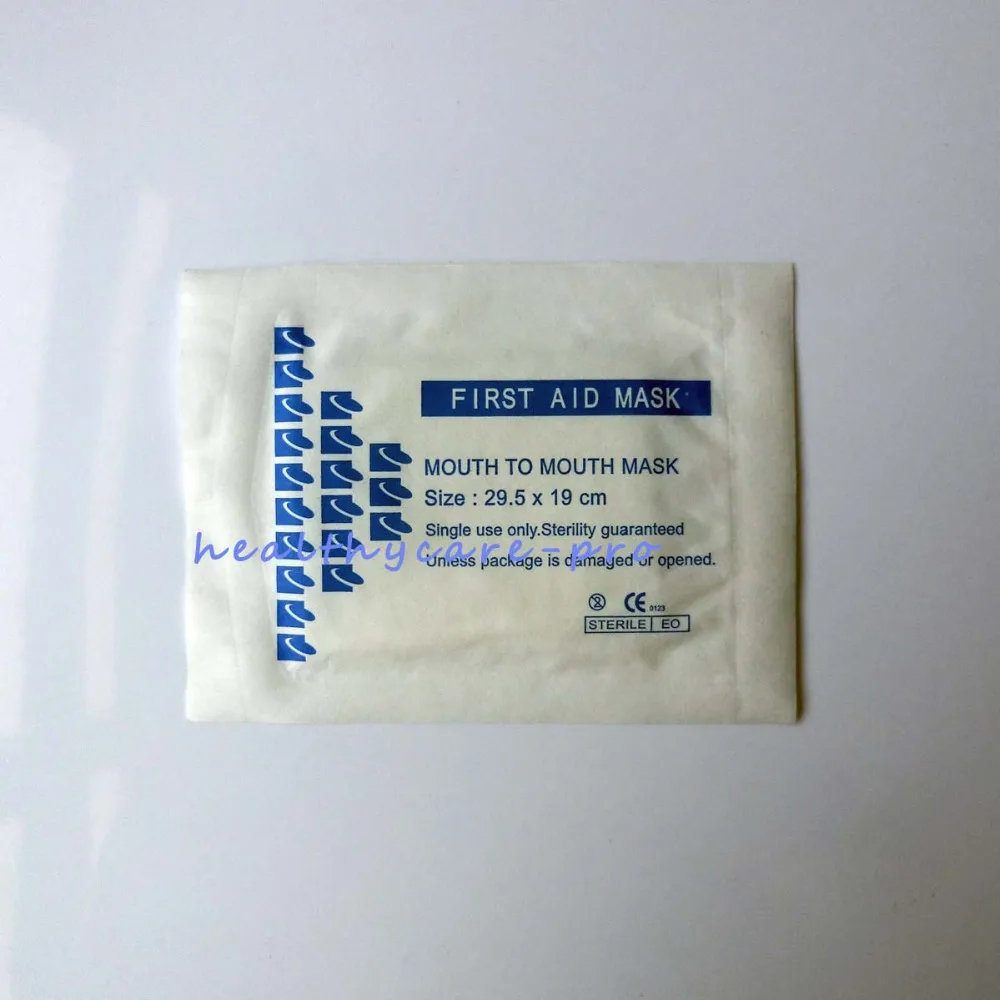 FIRST AID MASK
MOUTH TO MOUTH MASK
Size : 29.5 x 19 cm
Single use only.Sterility guaranteed
healthycare-pro
Unless package is damaged or opened.
CE 0123
STERILE EO